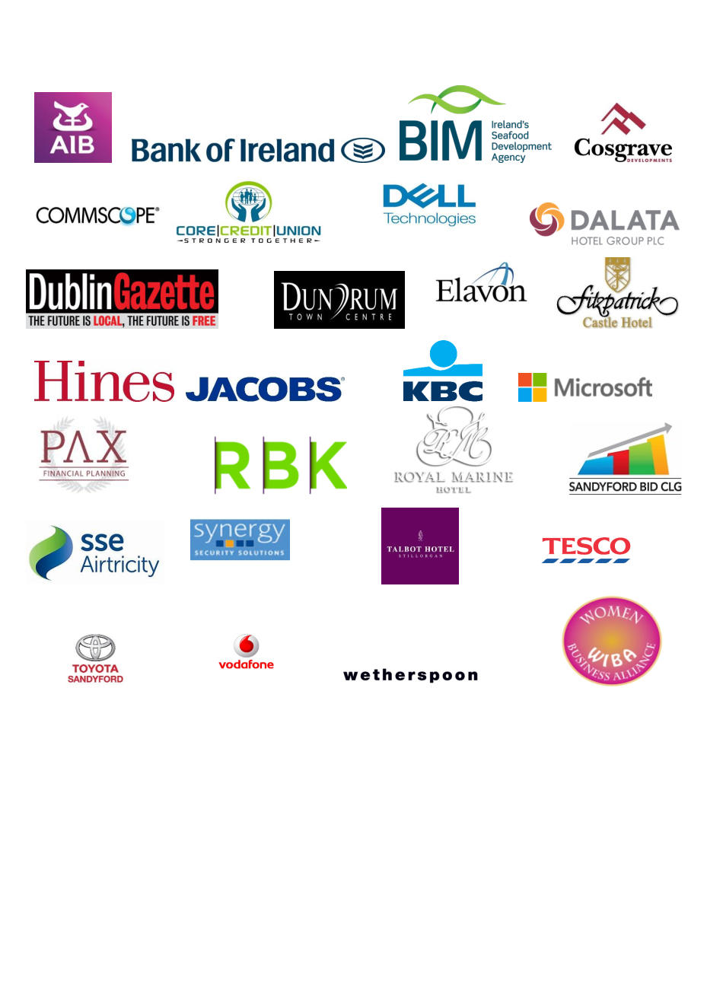 AIB
Bank of Ireland
BIM
Ireland's
Seafood
Development
Agency
Cosgrave
DEVELOPMENTS
COMMSCOPE®
CORE|CREDIT|UNION
STRONGER TOGETHER
DELL
Technologies
DALATA
HOTEL GROUP PLC
DublinGazette
THE FUTURE IS LOCAL, THE FUTURE IS FREE
DUNDRUM
TOWN CENTRE
Elavon
Fitzpatrick
Castle Hotel
Hines
JACOBS®
KBC
Microsoft
PAX
FINANCIAL PLANNING
RBK
RM
ROYAL MARINE
HOTEL
SANDYFORD BID CLG
sse
Airtricity
synergy
SECURITY SOLUTIONS
TALBOT HOTEL
STILLORGAN
TESCO
TOYOTA
SANDYFORD
vodafone
wetherspoon
WOMEN
WIBA
BUSINESS ALLIANCE